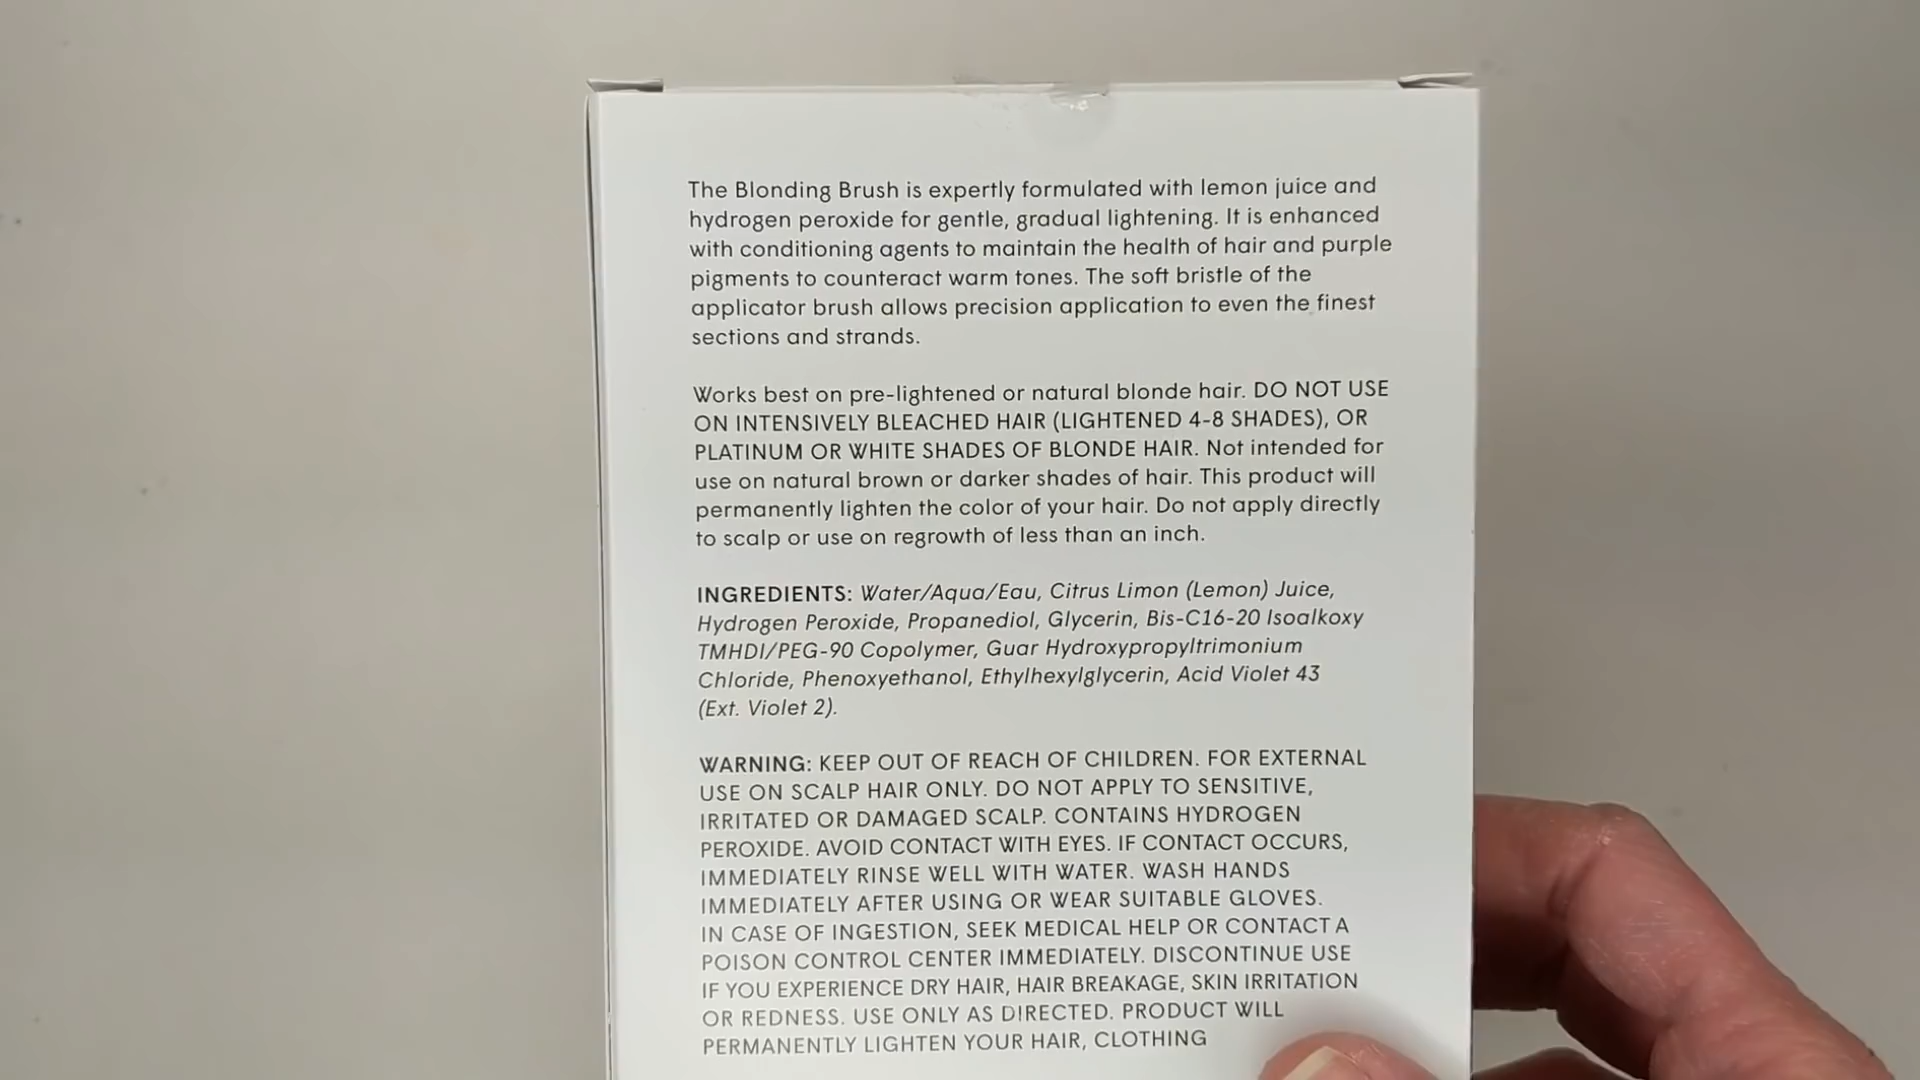 The Blonding Brush is expertly formulated with lemon juice and
hydrogen peroxide for gentle, gradual lightening. It is enhanced
with conditioning agents to maintain the health of hair and purple
pigments to counteract warm tones. The soft bristle of the
applicator brush allows precision application to even the finest
sections and strands.
Works best on pre-lightened or natural blonde hair. DO NOT USE
ON INTENSIVELY BLEACHED HAIR (LIGHTENED 4-8 SHADES), OR
PLATINUM OR WHITE SHADES OF BLONDE HAIR. Not intended for
use on natural brown or darker shades of hair. This product will
permanently lighten the color of your hair. Do not apply directly
to scalp or use on regrowth of less than an inch.
INGREDIENTS: Water/Aqua/Eau, Citrus Limon (Lemon) Juice,
Hydrogen Peroxide, Propanediol, Glycerin, Bis-C16-20 Isoalkoxy
TMHDI/PEG-90 Copolymer, Guar Hydroxypropyltrimonium
Chloride, Phenoxyethanol, Ethylhexylglycerin, Acid Violet 43
(Ext. Violet 2).
WARNING: KEEP OUT OF REACH OF CHILDREN. FOR EXTERNAL
USE ON SCALP HAIR ONLY. DO NOT APPLY TO SENSITIVE,
IRRITATED OR DAMAGED SCALP. CONTAINS HYDROGEN
PEROXIDE. AVOID CONTACT WITH EYES. IF CONTACT OCCURS,
IMMEDIATELY RINSE WELL WITH WATER. WASH HANDS
IMMEDIATELY AFTER USING OR WEAR SUITABLE GLOVES.
IN CASE OF INGESTION, SEEK MEDICAL HELP OR CONTACT A
POISON CONTROL CENTER IMMEDIATELY. DISCONTINUE USE
IF YOU EXPERIENCE DRY HAIR, HAIR BREAKAGE, SKIN IRRITATION
OR REDNESS. USE ONLY AS DIRECTED. PRODUCT WILL
PERMANENTLY LIGHTEN YOUR HAIR, CLOTHING